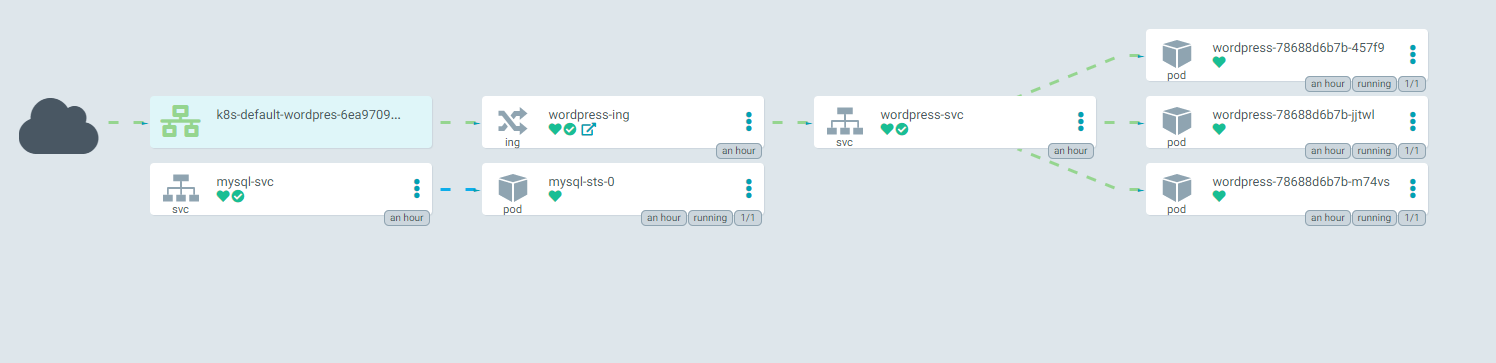 k8s-default-wordpres-6ea9709...
wordpress-ing
ing
an hour
wordpress-svc
svc
an hour
wordpress-78688d6b7b-457f9
pod
an hour running 1/1
wordpress-78688d6b7b-jjtwl
pod
an hour running 1/1
wordpress-78688d6b7b-m74vs
pod
an hour running 1/1
mysql-svc
svc
an hour
mysql-sts-0
pod
an hour running 1/1